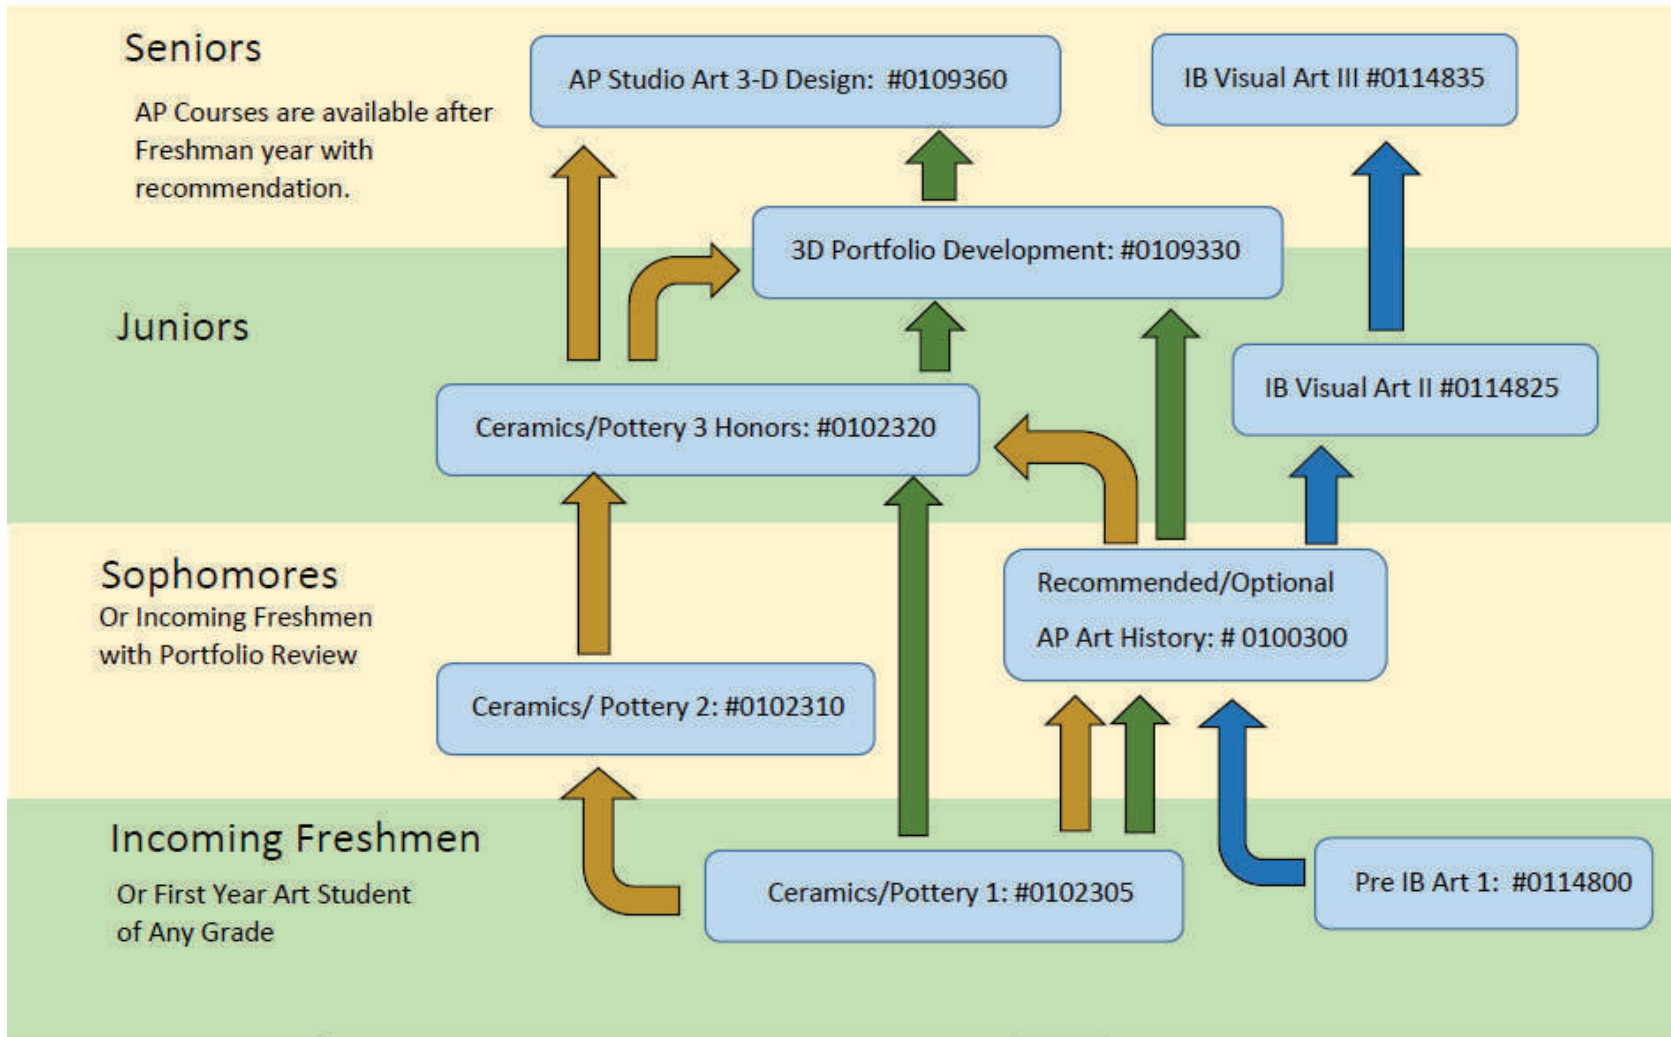 Seniors
AP Courses are available after
Freshman year with
recommendation.
AP Studio Art 3-D Design: #0109360
IB Visual Art III #0114835
3D Portfolio Development: #0109330
Juniors
IB Visual Art II #0114825
Ceramics/Pottery 3 Honors: #0102320
Sophomores
Or Incoming Freshmen
with Portfolio Review
Recommended/Optional
AP Art History: # 0100300
Ceramics/ Pottery 2: #0102310
Incoming Freshmen
Or First Year Art Student
of Any Grade
Ceramics/Pottery 1: #0102305
Pre IB Art 1: #0114800